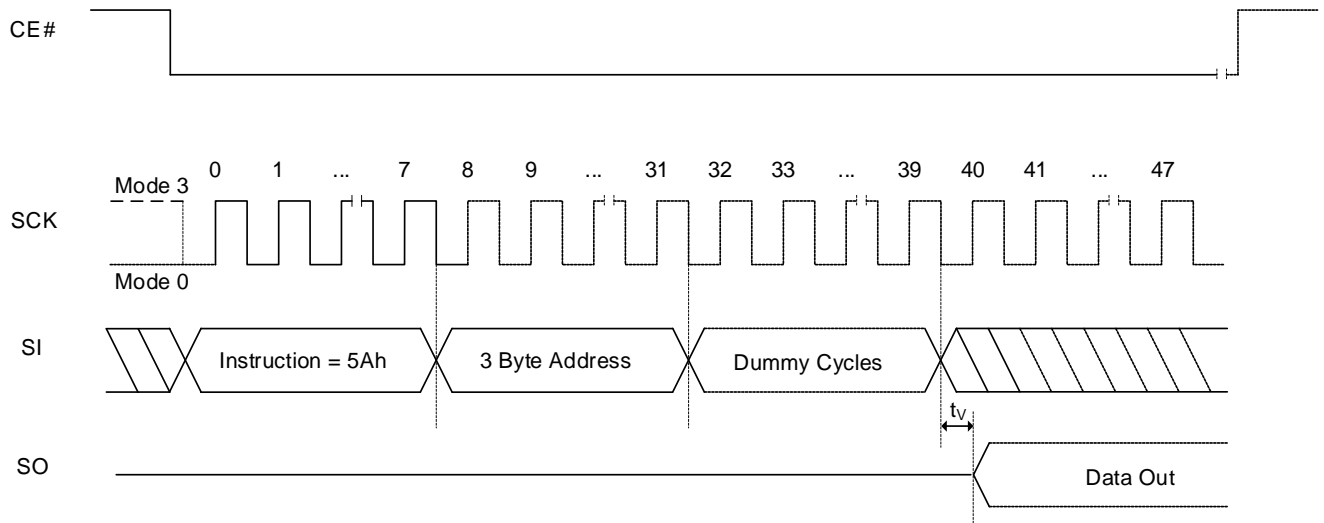 CE#
0 1 ... 7 8 9 ... 31 32 33 ... 39 40 41 ... 47
Mode 3
SCK
Mode 0
SI
Instruction = 5Ah
3 Byte Address
Dummy Cycles
tV
SO
Data Out